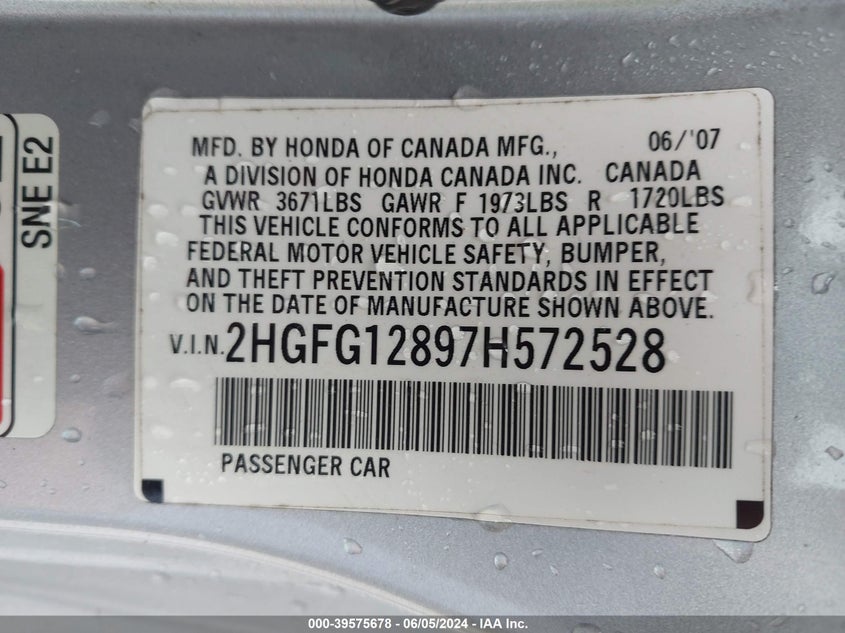 MFD. BY HONDA OF CANADA MFG., 06/'07
A DIVISION OF HONDA CANADA INC. CANADA
GVWR 3671LBS GAWR F 1973LBS R 1720LBS
THIS VEHICLE CONFORMS TO ALL APPLICABLE
FEDERAL MOTOR VEHICLE SAFETY, BUMPER,
AND THEFT PREVENTION STANDARDS IN EFFECT
ON THE DATE OF MANUFACTURE SHOWN ABOVE.
V.I.N. 2HGFG12897H572528
PASSENGER CAR
SNE E2
000-39575678 / 06/05/2024 / IAA Inc.